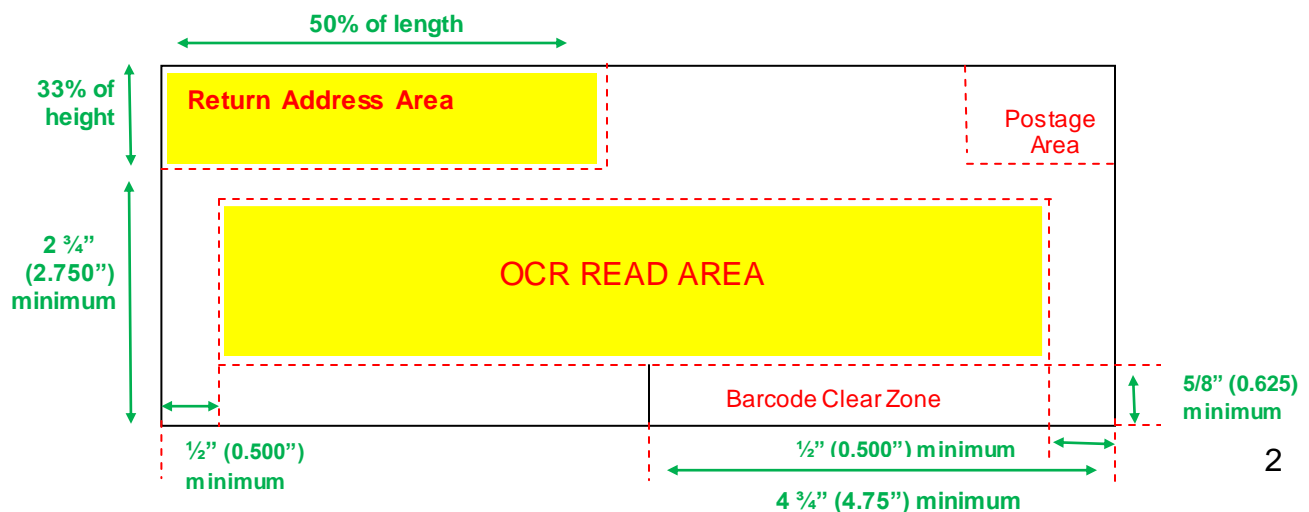 50% of length
33% of
height
Return Address Area
Postage
Area
2 ¾”
(2.750”)
minimum
OCR READ AREA
Barcode Clear Zone
5/8” (0.625)
minimum
½” (0.500”)
minimum
½” (0.500”) minimum
2
4 ¾” (4.75”) minimum